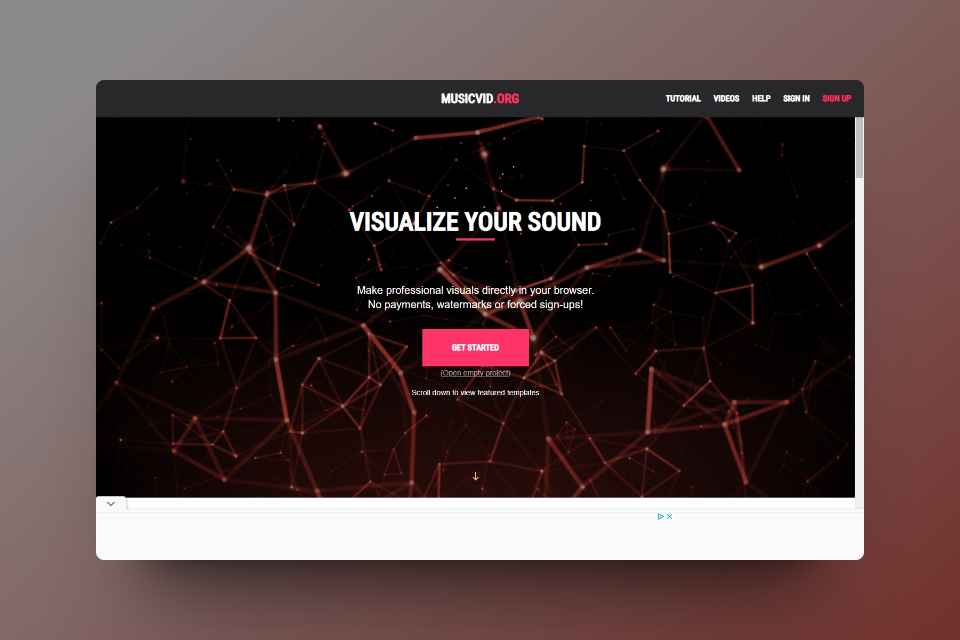 MUSICVID.ORG
TUTORIAL VIDEOS HELP SIGN IN SIGN UP
VISUALIZE YOUR SOUND
Make professional visuals directly in your browser.
No payments, watermarks or forced sign-ups!
GET STARTED
(Open empty project)
Scroll down to view featured templates